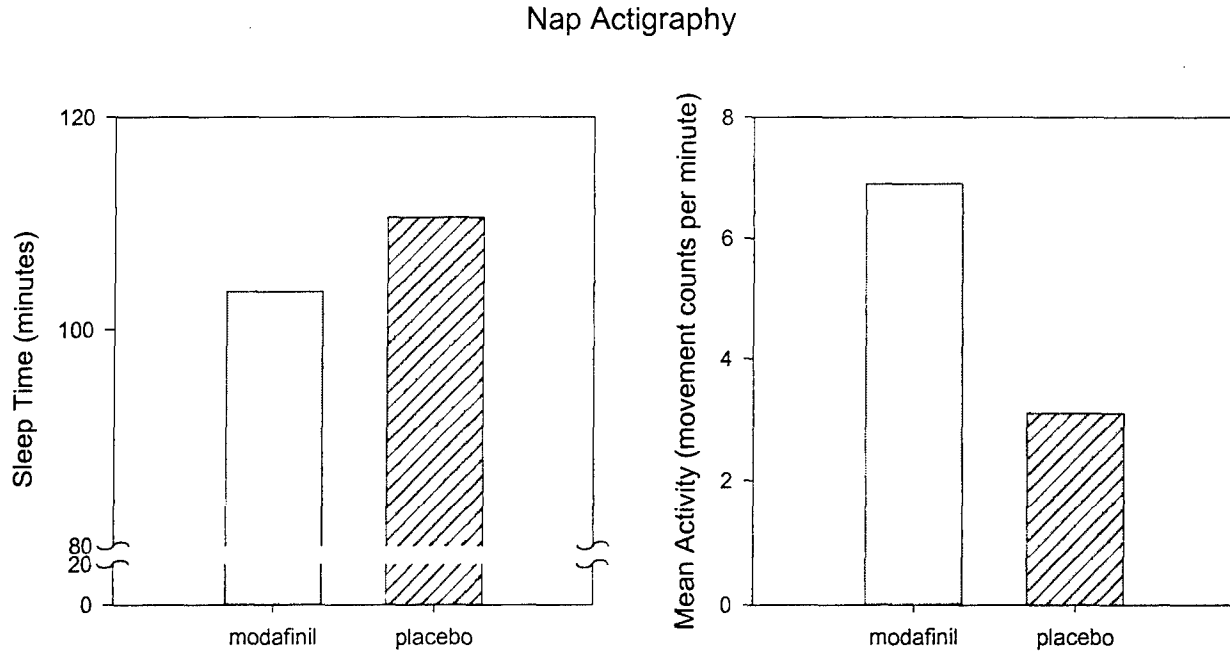 Nap Actigraphy
Sleep Time (minutes)
120
100
80
20
0
modafinil
placebo
Mean Activity (movement counts per minute)
8
6
4
2
0
modafinil
placebo